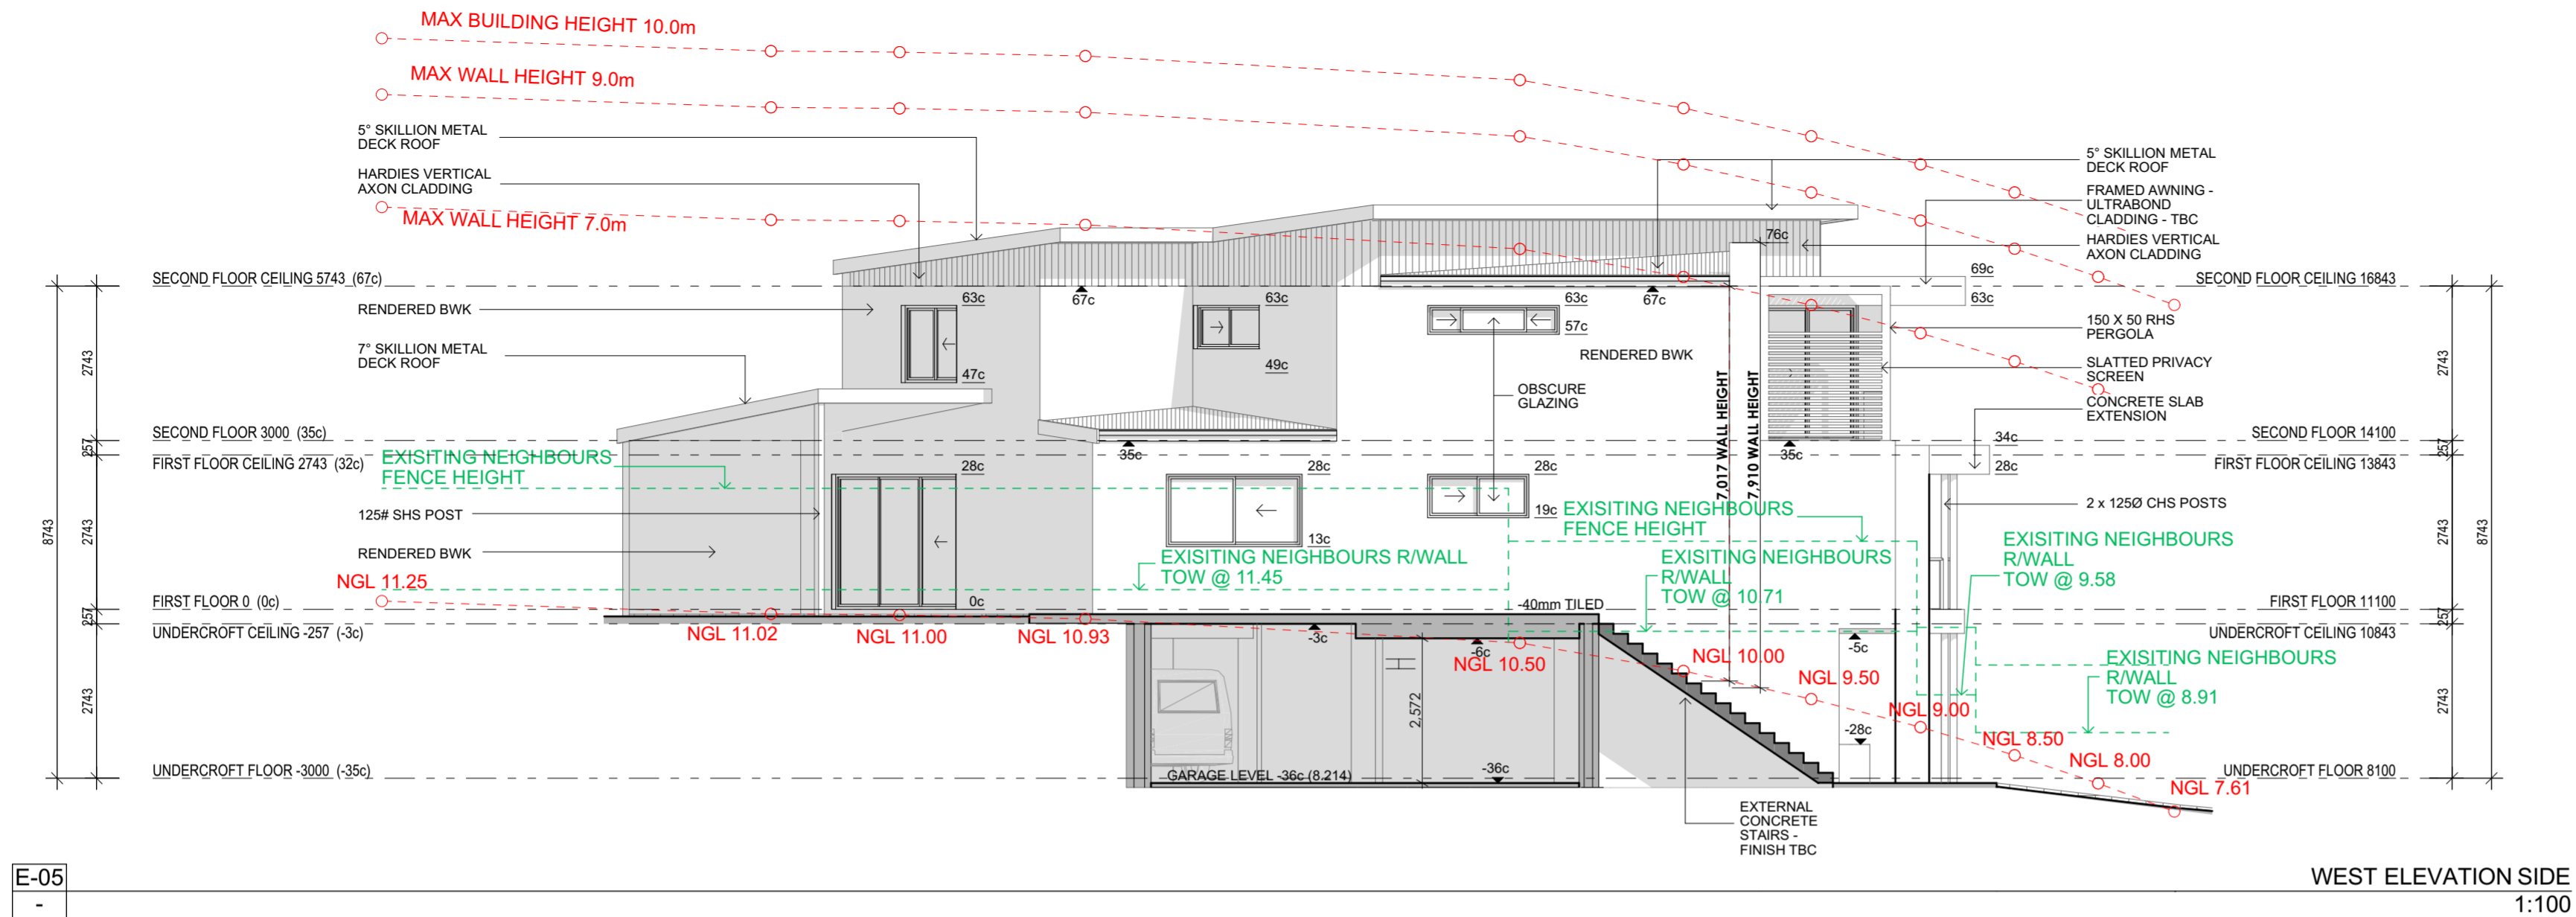 MAX BUILDING HEIGHT 10.0m
MAX WALL HEIGHT 9.0m
5° SKILLION METAL
DECK ROOF
HARDIES VERTICAL
AXON CLADDING
MAX WALL HEIGHT 7.0m
5° SKILLION METAL
DECK ROOF
FRAMED AWNING -
ULTRABOND
CLADDING - TBC
HARDIES VERTICAL
AXON CLADDING
76c
SECOND FLOOR CEILING 5743 (67c)
69c
SECOND FLOOR CEILING 16843
RENDERED BWK
63c
67c
63c
63c
67c
63c
57c
150 X 50 RHS
PERGOLA
7° SKILLION METAL
DECK ROOF
RENDERED BWK
47c
49c
SLATTED PRIVACY
SCREEN
OBSCURE
GLAZING
7,017 WALL HEIGHT
7,910 WALL HEIGHT
CONCRETE SLAB
EXTENSION
2743
2743
SECOND FLOOR 3000 (35c)
35c
35c
34c
SECOND FLOOR 14100
257
257
FIRST FLOOR CEILING 2743 (32c)
EXISITING NEIGHBOURS
FENCE HEIGHT
28c
28c
28c
28c
FIRST FLOOR CEILING 13843
125# SHS POST
19c
EXISITING NEIGHBOURS
FENCE HEIGHT
2 x 125Ø CHS POSTS
8743
2743
2743
8743
RENDERED BWK
13c
EXISITING NEIGHBOURS R/WALL
TOW @ 11.45
EXISITING NEIGHBOURS
R/WALL
TOW @ 10.71
EXISITING NEIGHBOURS
R/WALL
TOW @ 9.58
NGL 11.25
FIRST FLOOR 0 (0c)
0c
-40mm TILED
FIRST FLOOR 11100
257
257
UNDERCROFT CEILING -257 (-3c)
NGL 11.02
NGL 11.00
NGL 10.93
-3c
-6c
-5c
UNDERCROFT CEILING 10843
NGL 10.50
NGL 10.00
NGL 9.50
NGL 9.00
NGL 8.50
NGL 8.00
NGL 7.61
EXISITING NEIGHBOURS
R/WALL
TOW @ 8.91
2743
2,572
-28c
2743
UNDERCROFT FLOOR -3000 (-35c)
GARAGE LEVEL -36c (8.214)
-36c
UNDERCROFT FLOOR 8100
EXTERNAL
CONCRETE
STAIRS -
FINISH TBC
E-05
-
WEST ELEVATION SIDE
1:100